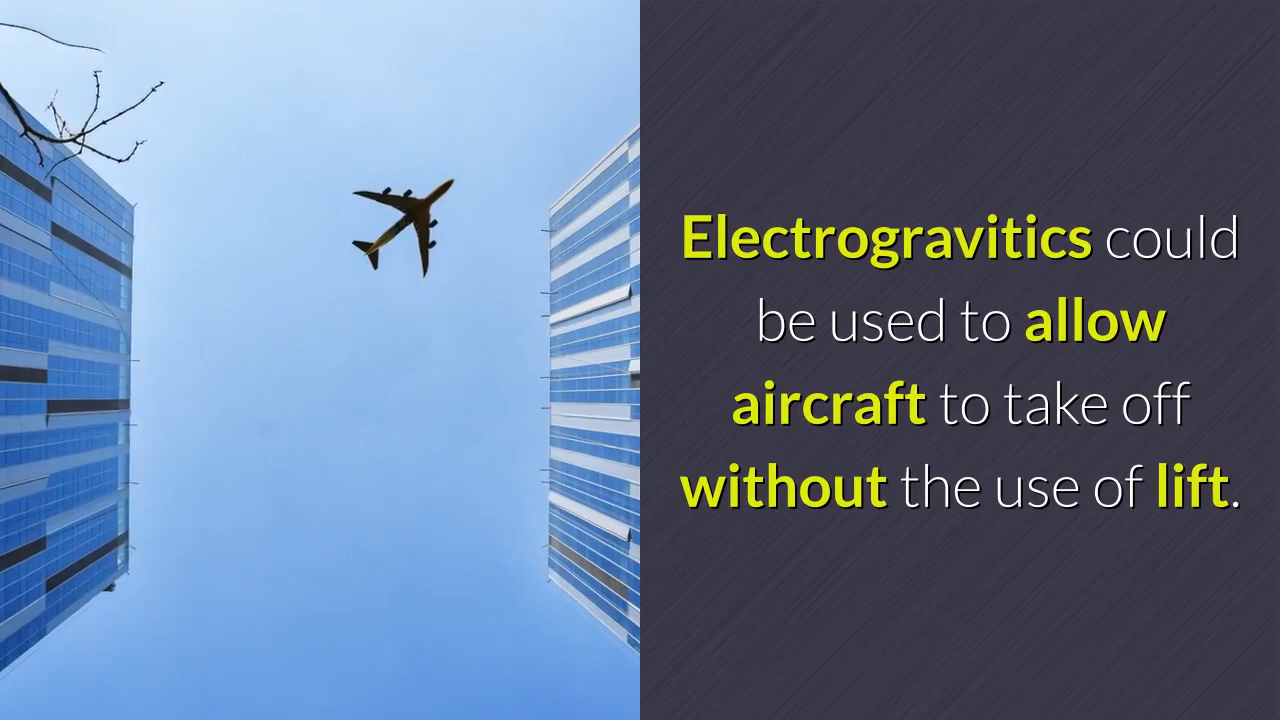 Electrogravitics could
be used to allow
aircraft to take off
without the use of lift.